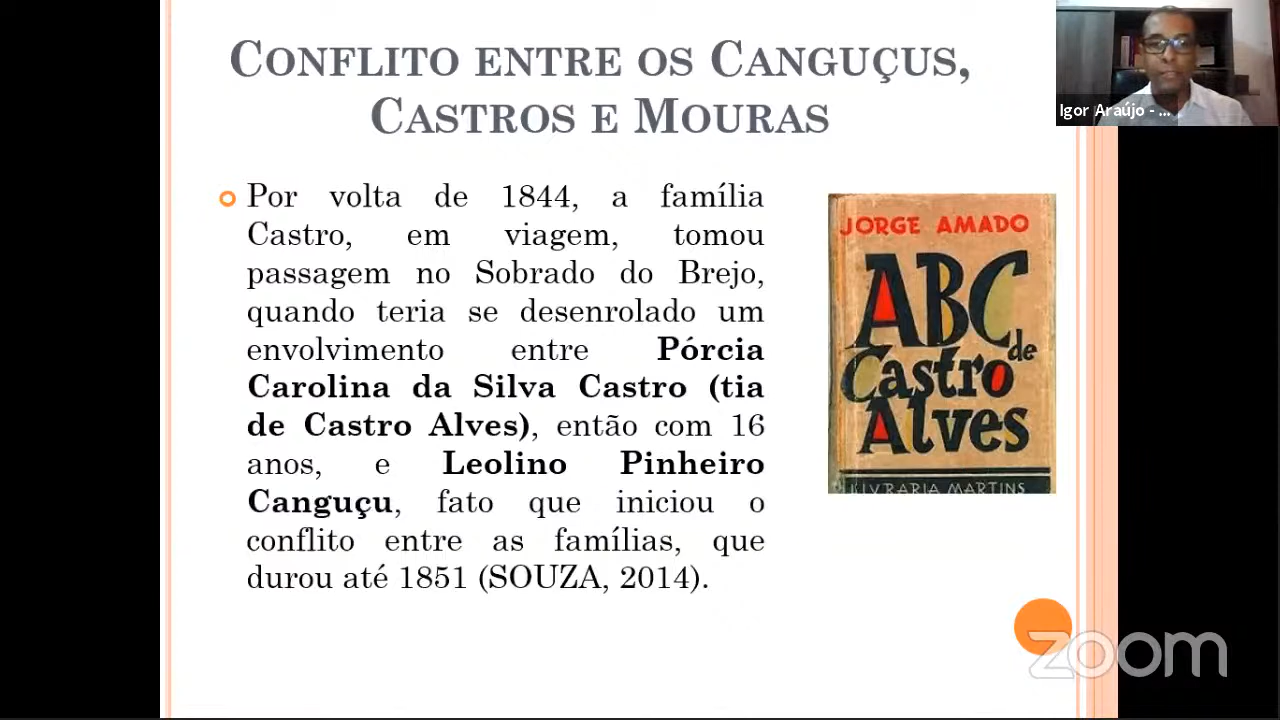 CONFLITO ENTRE OS CANGUÇUS,
CASTROS E MOURAS
Por volta de 1844, a família
Castro, em viagem, tomou
passagem no Sobrado do Brejo,
quando teria se desenrolado um
envolvimento entre Pórcia
Carolina da Silva Castro (tia
de Castro Alves), então com 16
anos, e Leolino Pinheiro
Canguçu, fato que iniciou o
conflito entre as famílias, que
durou até 1851 (SOUZA, 2014).
JORGE AMADO
ABC
de
Castro
Alves
LIVRARIA MARTINS
Igor Araújo - ...
zoom